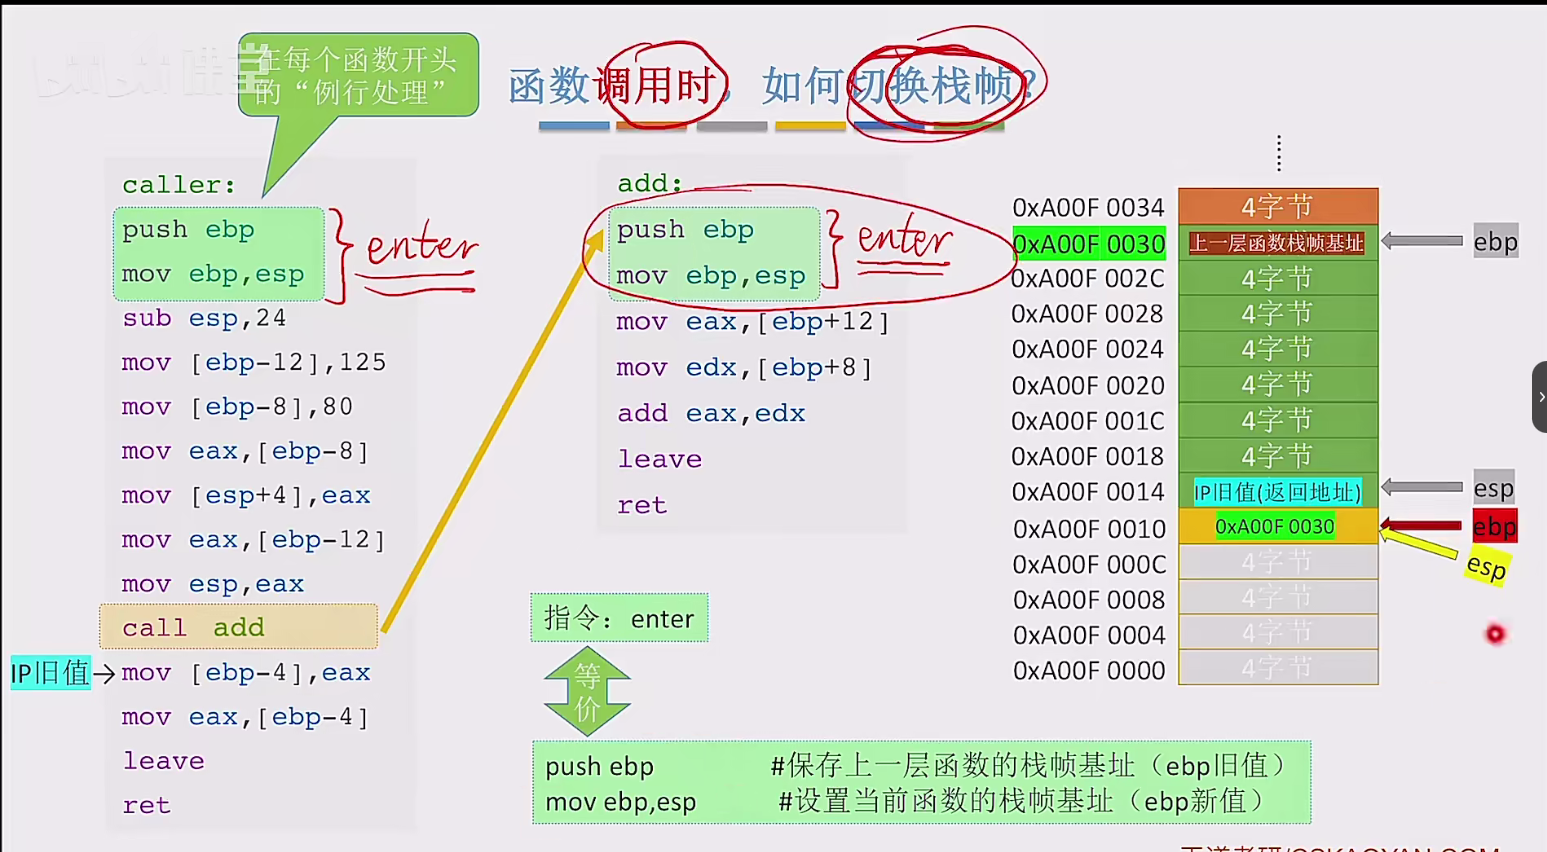 在每个函数开头
的“例行处理”
函数调用时，如何切换栈帧？
caller:
push ebp
mov ebp,esp
enter
sub esp,24
mov [ebp-12],125
mov [ebp-8],80
mov eax,[ebp-8]
mov [esp+4],eax
mov eax,[ebp-12]
mov esp,eax
call add
IP旧值→mov [ebp-4],eax
mov eax,[ebp-4]
leave
ret
add:
push ebp
mov ebp,esp
enter
mov eax,[ebp+12]
mov edx,[ebp+8]
add eax,edx
leave
ret
指令：enter
等
价
push ebp #保存上一层函数的栈帧基址（ebp旧值）
mov ebp,esp #设置当前函数的栈帧基址（ebp新值）
0xA00F 0034 4字节
0xA00F 0030 上一层函数栈帧基址 ebp
0xA00F 002C 4字节
0xA00F 0028 4字节
0xA00F 0024 4字节
0xA00F 0020 4字节
0xA00F 001C 4字节
0xA00F 0018 4字节
0xA00F 0014 IP旧值(返回地址) esp
0xA00F 0010 0xA00F 0030 ebp
esp
0xA00F 000C 4字节
0xA00F 0008 4字节
0xA00F 0004 4字节
0xA00F 0000 4字节